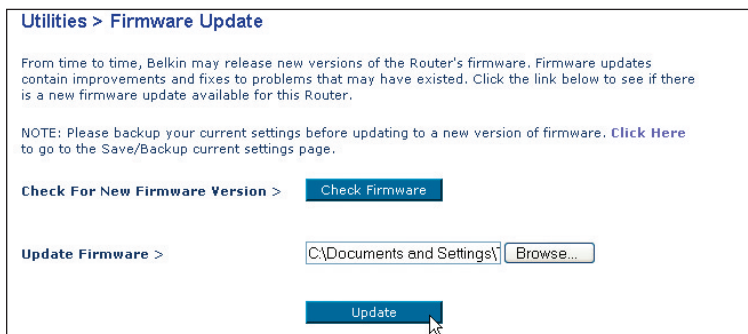 Utilities > Firmware Update
From time to time, Belkin may release new versions of the Router's firmware. Firmware updates
contain improvements and fixes to problems that may have existed. Click the link below to see if there
is a new firmware update available for this Router.
NOTE: Please backup your current settings before updating to a new version of firmware. Click Here
to go to the Save/Backup current settings page.
Check For New Firmware Version > Check Firmware
Update Firmware > C:\Documents and Settings\ Browse...
Update